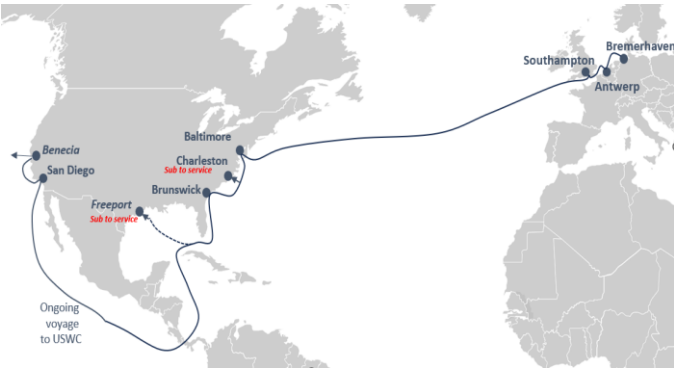 Bremerhaven
Southampton
Antwerp
Baltimore
Benecia
Charleston
Sub to service
San Diego
Brunswick
Freeport
Sub to service
Ongoing
voyage
to USWC